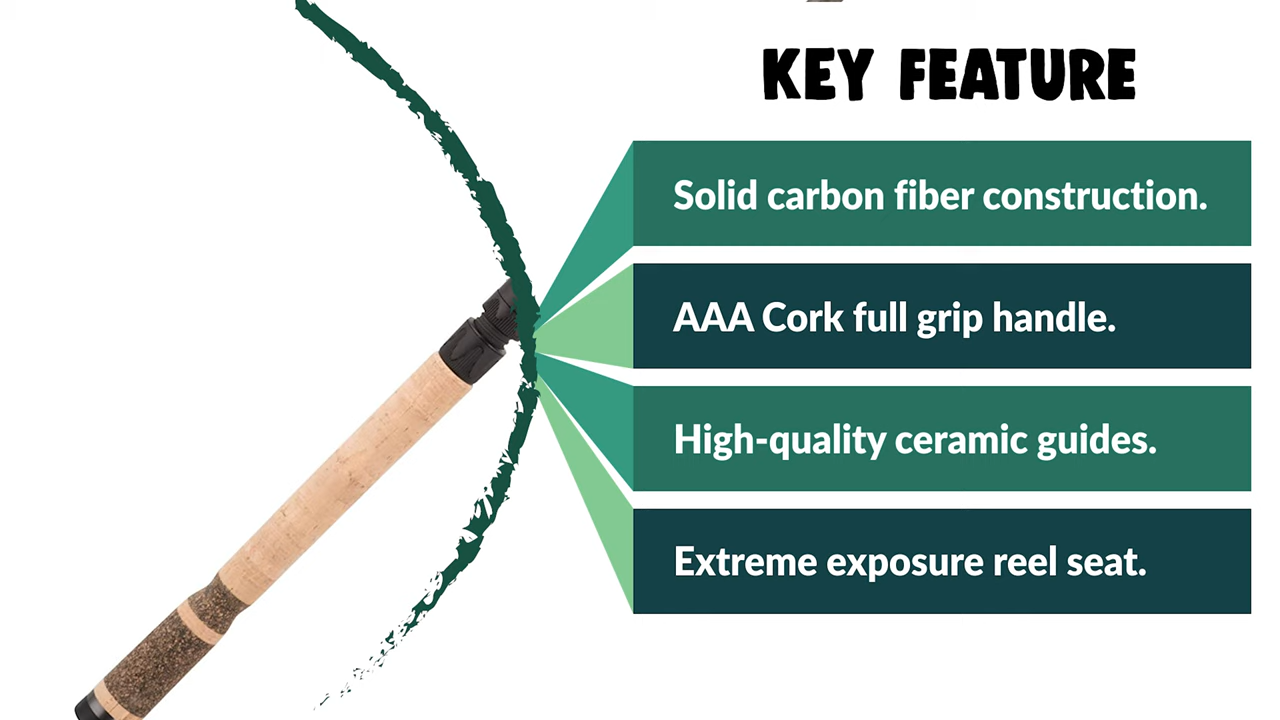 KEY FEATURE
Solid carbon fiber construction.
AAA Cork full grip handle.
High-quality ceramic guides.
Extreme exposure reel seat.